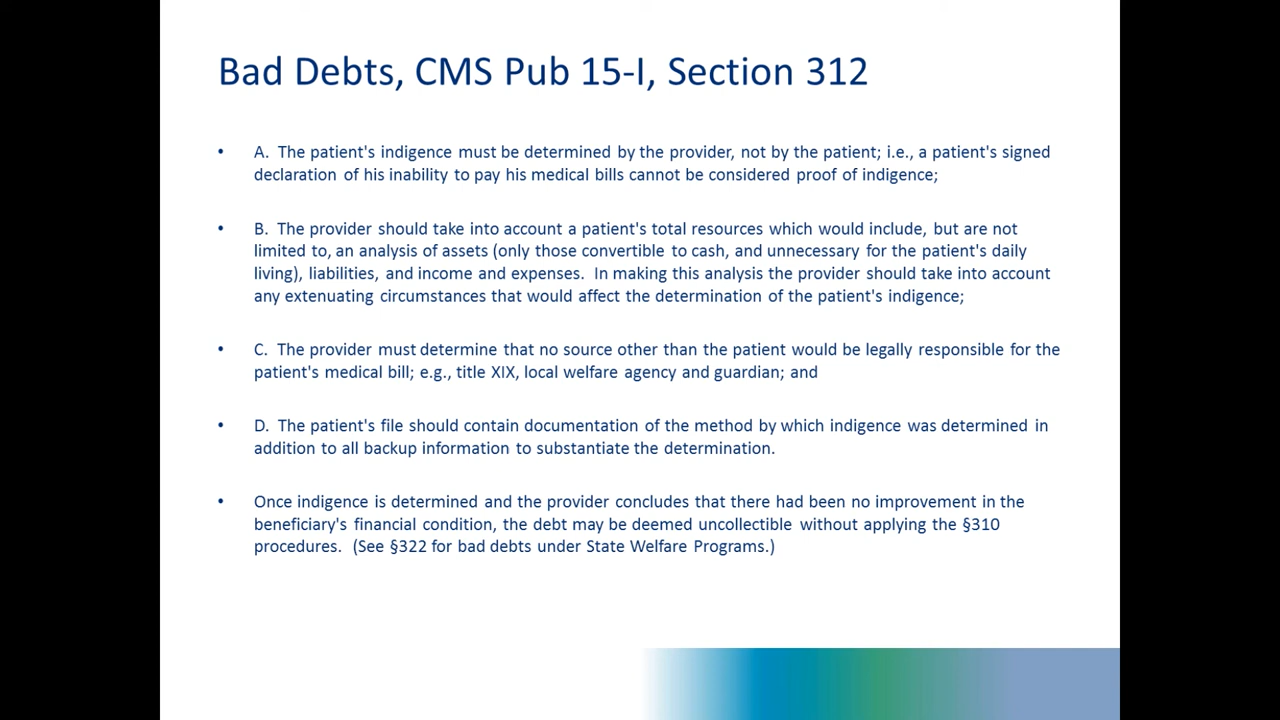 Bad Debts, CMS Pub 15-I, Section 312
• A. The patient's indigence must be determined by the provider, not by the patient; i.e., a patient's signed
declaration of his inability to pay his medical bills cannot be considered proof of indigence;
• B. The provider should take into account a patient's total resources which would include, but are not
limited to, an analysis of assets (only those convertible to cash, and unnecessary for the patient's daily
living), liabilities, and income and expenses. In making this analysis the provider should take into account
any extenuating circumstances that would affect the determination of the patient's indigence;
• C. The provider must determine that no source other than the patient would be legally responsible for the
patient's medical bill; e.g., title XIX, local welfare agency and guardian; and
• D. The patient's file should contain documentation of the method by which indigence was determined in
addition to all backup information to substantiate the determination.
• Once indigence is determined and the provider concludes that there had been no improvement in the
beneficiary's financial condition, the debt may be deemed uncollectible without applying the §310
procedures. (See §322 for bad debts under State Welfare Programs.)